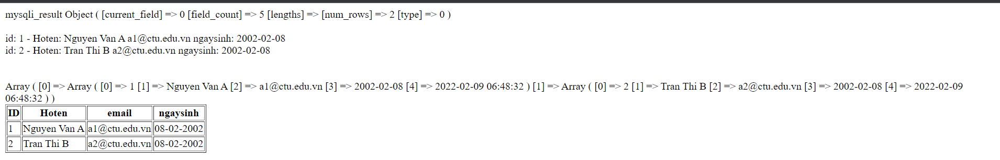 mysqli_result Object ( [current_field] => 0 [field_count] => 5 [lengths] => [num_rows] => 2 [type] => 0 )
id: 1 - Hoten: Nguyen Van A a1@ctu.edu.vn ngaysinh: 2002-02-08
id: 2 - Hoten: Tran Thi B a2@ctu.edu.vn ngaysinh: 2002-02-08
Array ( [0] => Array ( [0] => 1 [1] => Nguyen Van A [2] => a1@ctu.edu.vn [3] => 2002-02-08 [4] => 2022-02-09 06:48:32 ) [1] => Array ( [0] => 2 [1] => Tran Thi B [2] => a2@ctu.edu.vn [3] => 2002-02-08 [4] => 2022-02-09
06:48:32 ) )
ID Hoten email ngaysinh
1 Nguyen Van A a1@ctu.edu.vn 08-02-2002
2 Tran Thi B a2@ctu.edu.vn 08-02-2002